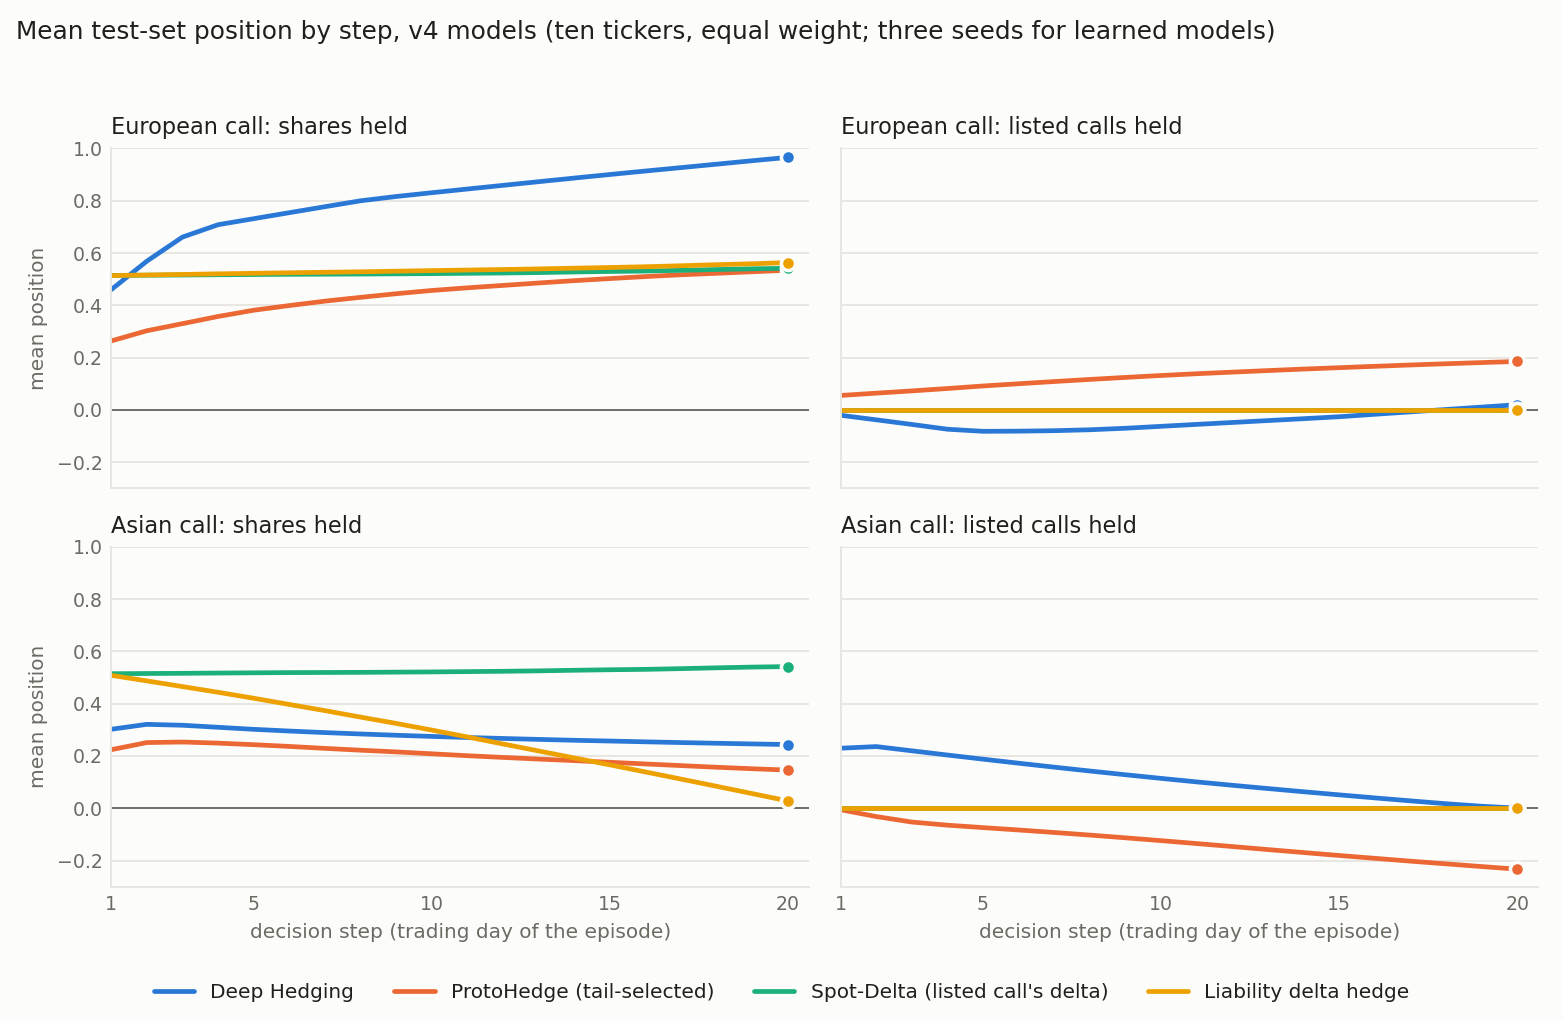 Mean test-set position by step, v4 models (ten tickers, equal weight; three seeds for learned models)
European call: shares held
1.0
0.8
0.6
0.4
0.2
0.0
−0.2
mean position
European call: listed calls held
Asian call: shares held
1.0
0.8
0.6
0.4
0.2
0.0
−0.2
mean position
1 5 10 15 20
decision step (trading day of the episode)
Asian call: listed calls held
1 5 10 15 20
decision step (trading day of the episode)
Deep Hedging
ProtoHedge (tail-selected)
Spot-Delta (listed call's delta)
Liability delta hedge